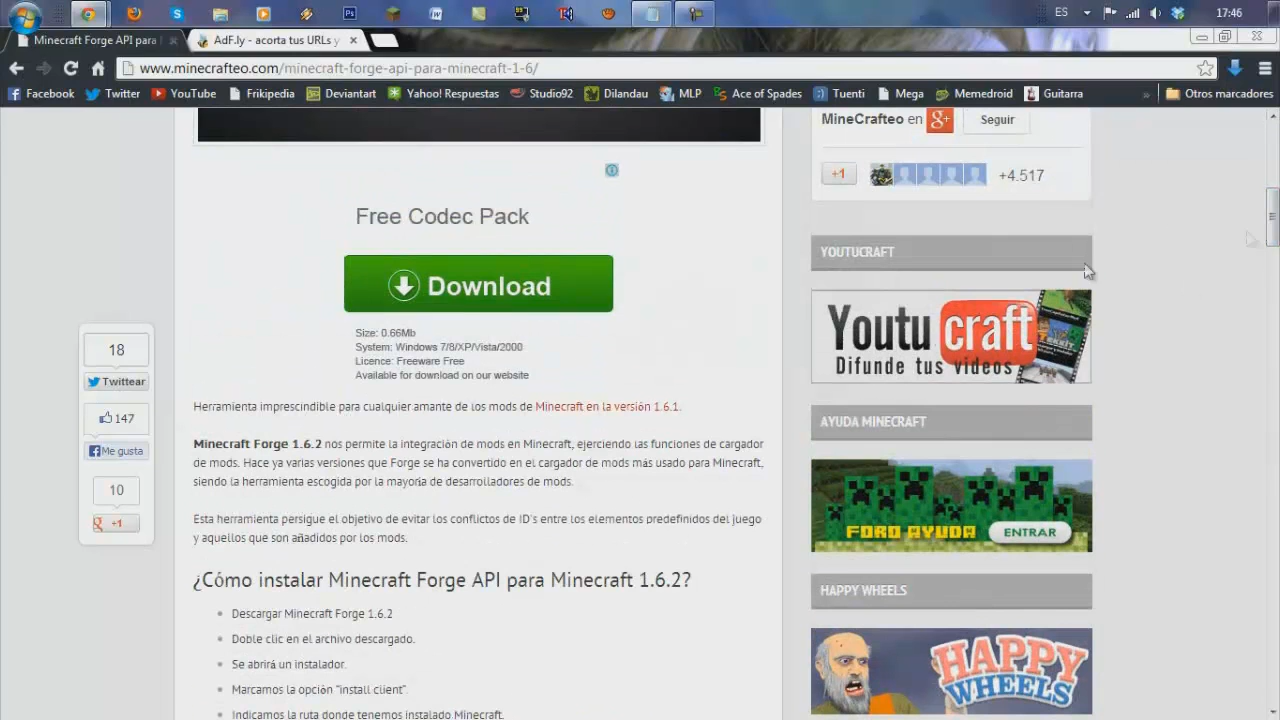 ES
17:46
Minecraft Forge API para
AdF.ly - acorta tus URLs y
www.minecrafteo.com/minecraft-forge-api-para-minecraft-1-6/
Facebook
Twitter
YouTube
Frikipedia
Deviantart
Yahoo! Respuestas
Studio92
Dilandau
MLP
Ace of Spades
Tuenti
Mega
Memedroid
Guitarra
»
Otros marcadores
MineCrafteo en
Seguir
+1
+4.517
Free Codec Pack
Download
Size: 0.66Mb
System: Windows 7/8/XP/Vista/2000
Licence: Freeware Free
Available for download on our website
18
Twittear
147
Me gusta
10
+1
Herramienta imprescindible para cualquier amante de los mods de Minecraft en la versión 1.6.1.
Minecraft Forge 1.6.2 nos permite la integración de mods en Minecraft, ejerciendo las funciones de cargador
de mods. Hace ya varias versiones que Forge se ha convertido en el cargador de mods más usado para Minecraft,
siendo la herramienta escogida por la mayoría de desarrolladores de mods.
Esta herramienta persigue el objetivo de evitar los conflictos de ID's entre los elementos predefinidos del juego
y aquellos que son añadidos por los mods.
¿Cómo instalar Minecraft Forge API para Minecraft 1.6.2?
Descargar Minecraft Forge 1.6.2
Doble clic en el archivo descargado.
Se abrirá un instalador.
Marcamos la opción "install client".
Indicamos la ruta donde tenemos instalado Minecraft.
YOUTUCRAFT
Youtu craft
Difunde tus videos
AYUDA MINECRAFT
FORO AYUDA
ENTRAR
HAPPY WHEELS
HAPPY
WHEELS